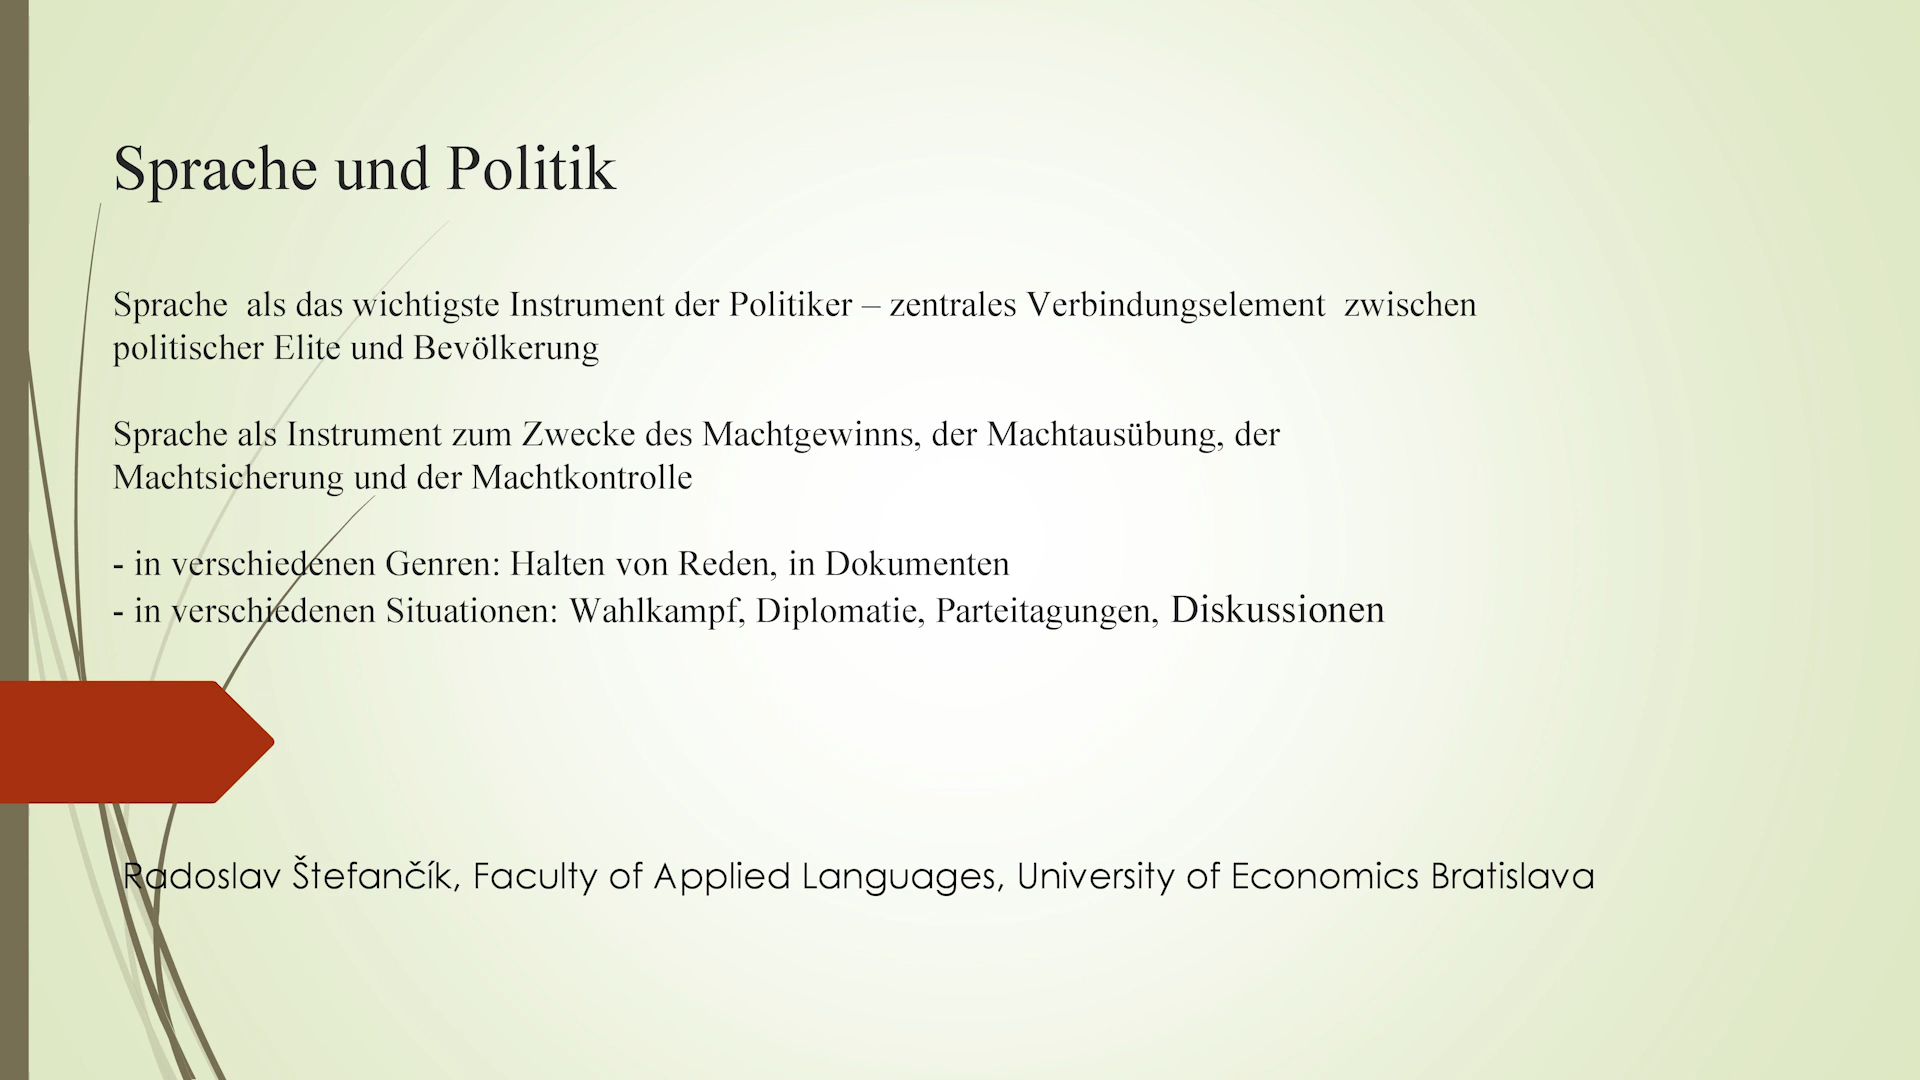 Sprache und Politik
Sprache  als das wichtigste Instrument der Politiker – zentrales Verbindungselement  zwischen
politischer Elite und Bevölkerung
Sprache als Instrument zum Zwecke des Machtgewinns, der Machtausübung, der
Machtsicherung und der Machtkontrolle
- in verschiedenen Genren: Halten von Reden, in Dokumenten
- in verschiedenen Situationen: Wahlkampf, Diplomatie, Parteitagungen, Diskussionen
Radoslav Štefančík, Faculty of Applied Languages, University of Economics Bratislava